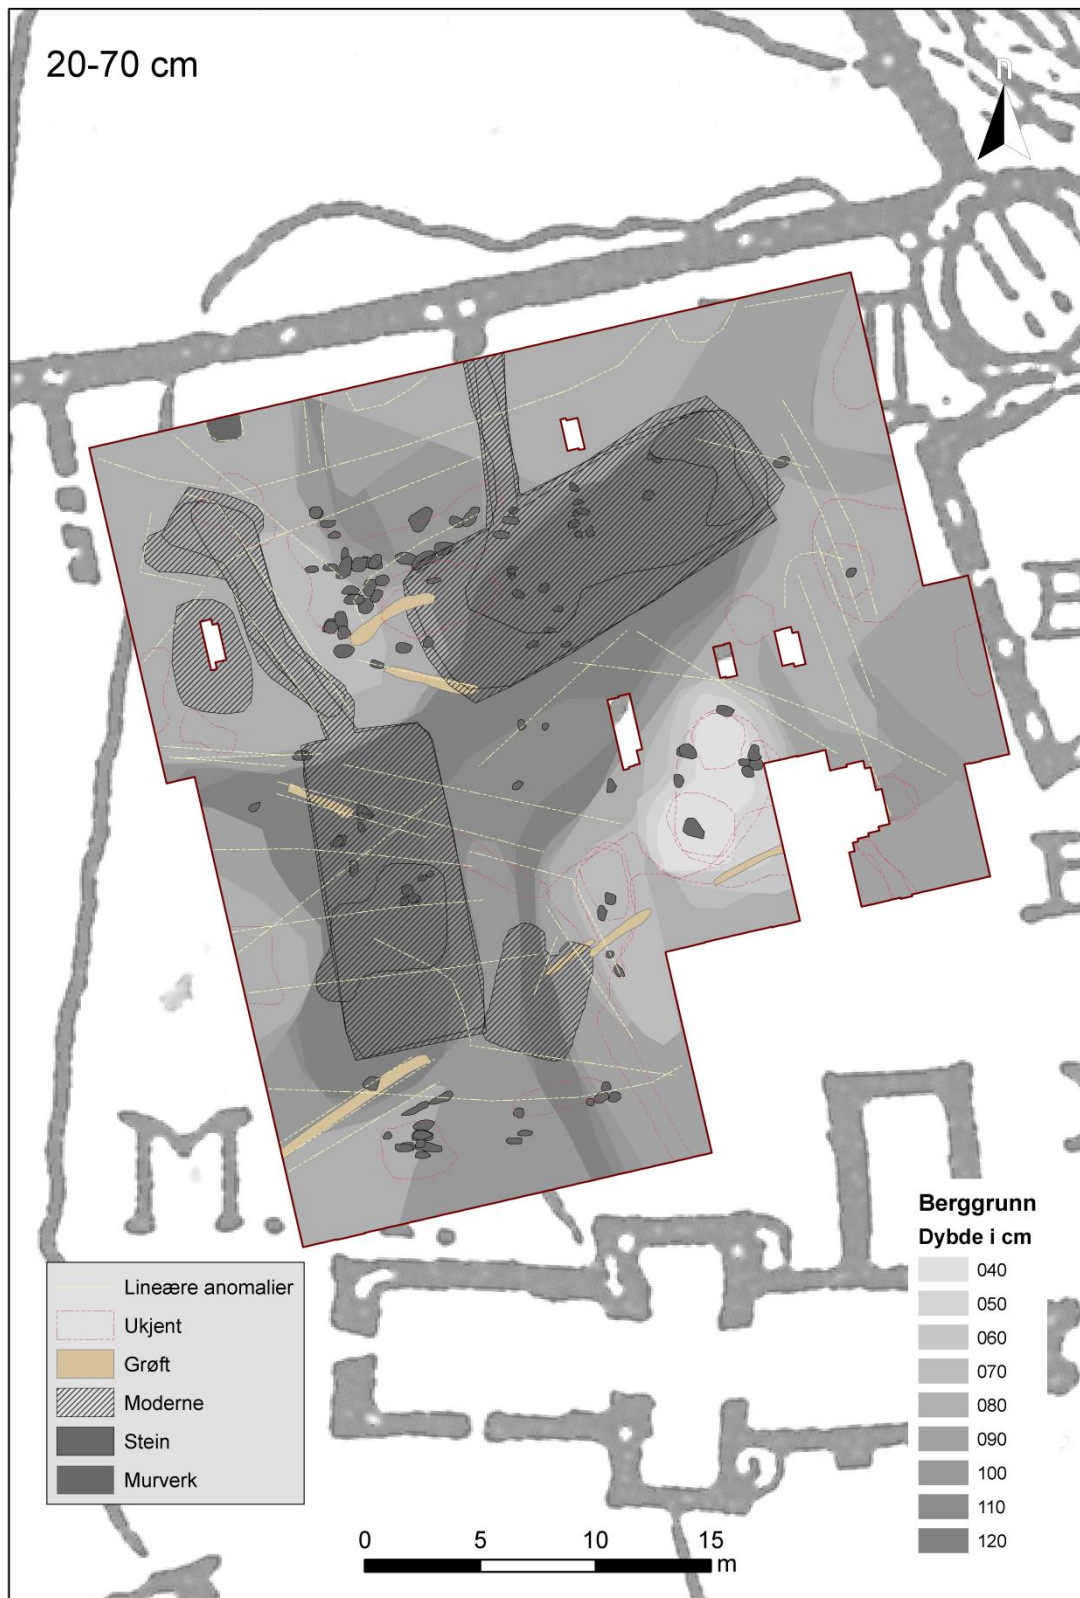 20-70 cm
n
M.
E
E
Berggrunn
Dybde i cm
040
050
060
070
080
090
100
110
120
Lineære anomalier
Ukjent
Grøft
Moderne
Stein
Murverk
0 5 10 15
m